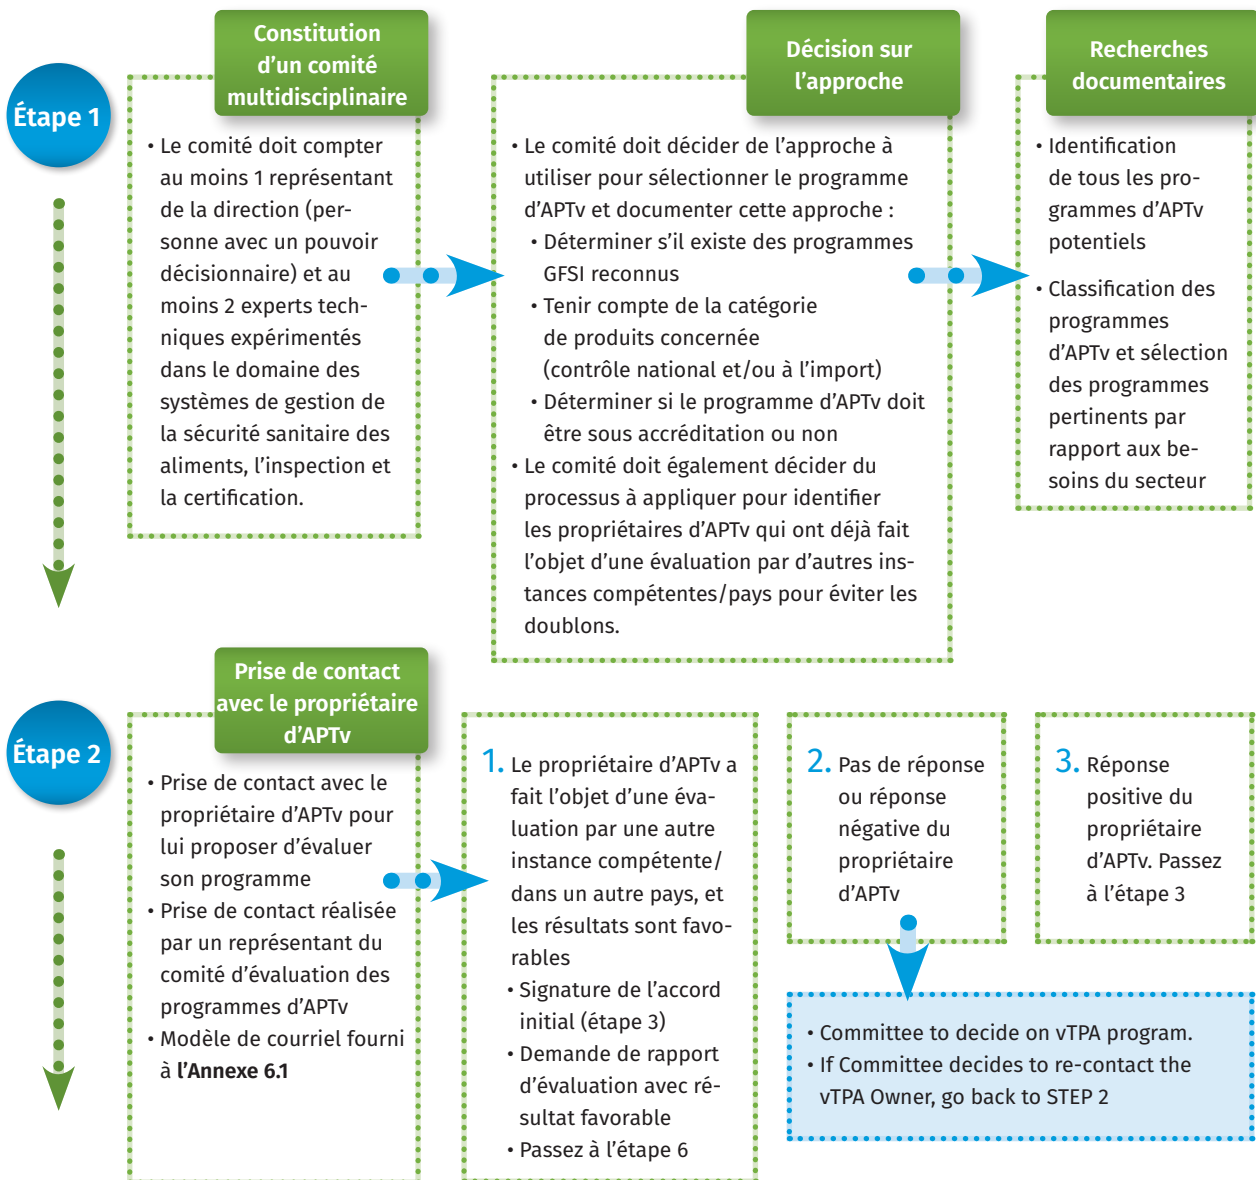 Étape 1
Constitution
d'un comité
multidisciplinaire
• Le comité doit compter
au moins 1 représentant
de la direction (per-
sonne avec un pouvoir
décisionnaire) et au
moins 2 experts tech-
niques expérimentés
dans le domaine des
systèmes de gestion de
la sécurité sanitaire des
aliments, l'inspection et
la certification.
Décision sur
l'approche
• Le comité doit décider de l'approche à
utiliser pour sélectionner le programme
d'APTv et documenter cette approche :
• Déterminer s'il existe des programmes
GFSI reconnus
• Tenir compte de la catégorie
de produits concernée
(contrôle national et/ou à l'import)
• Déterminer si le programme d'APTv doit
être sous accréditation ou non
• Le comité doit également décider du
processus à appliquer pour identifier
les propriétaires d'APTv qui ont déjà fait
l'objet d'une évaluation par d'autres ins-
tances compétentes/pays pour éviter les
doublons.
Recherches
documentaires
• Identification
de tous les pro-
grammes d'APTv
potentiels
• Classification des
programmes
d'APTv et sélection
des programmes
pertinents par
rapport aux be-
soins du secteur
Étape 2
Prise de contact
avec le propriétaire
d'APTv
• Prise de contact avec le
propriétaire d'APTv pour
lui proposer d'évaluer
son programme
• Prise de contact réalisée
par un représentant du
comité d'évaluation des
programmes d'APTv
• Modèle de courriel fourni
à l'Annexe 6.1
1. Le propriétaire d'APTv a
fait l'objet d'une éva-
luation par une autre
instance compétente/
dans un autre pays, et
les résultats sont favo-
rables
• Signature de l'accord
initial (étape 3)
• Demande de rapport
d'évaluation avec ré-
sultat favorable
• Passez à l'étape 6
2. Pas de réponse
ou réponse
négative du
propriétaire
d'APTv
3. Réponse
positive du
propriétaire
d'APTv. Passez
à l'étape 3
• Committee to decide on vTPA program.
• If Committee decides to re-contact the
vTPA Owner, go back to STEP 2